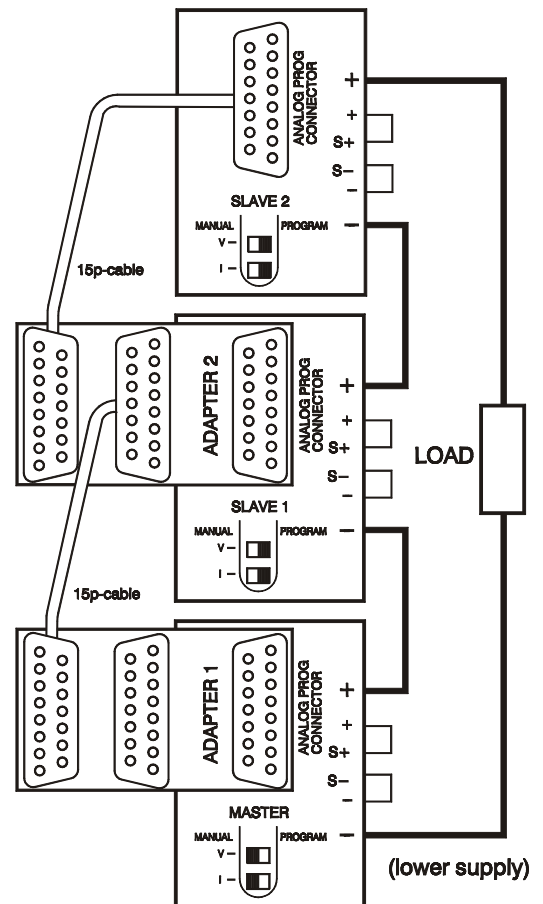 ANALOG PROG
CONNECTOR
+
+
S+
S−
-
−
SLAVE 2
MANUAL
PROGRAM
V−
I−
15p-cable
ADAPTER 2
ANALOG PROG
CONNECTOR
+
+
S+
S−
-
−
LOAD
SLAVE 1
MANUAL
PROGRAM
V−
I−
15p-cable
ADAPTER 1
ANALOG PROG
CONNECTOR
+
+
S+
S−
-
−
MASTER
MANUAL
PROGRAM
V−
I−
(lower supply)